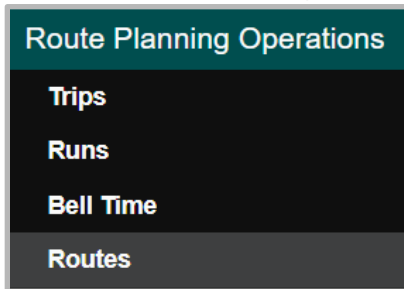 Route Planning Operations
Trips
Runs
Bell Time
Routes